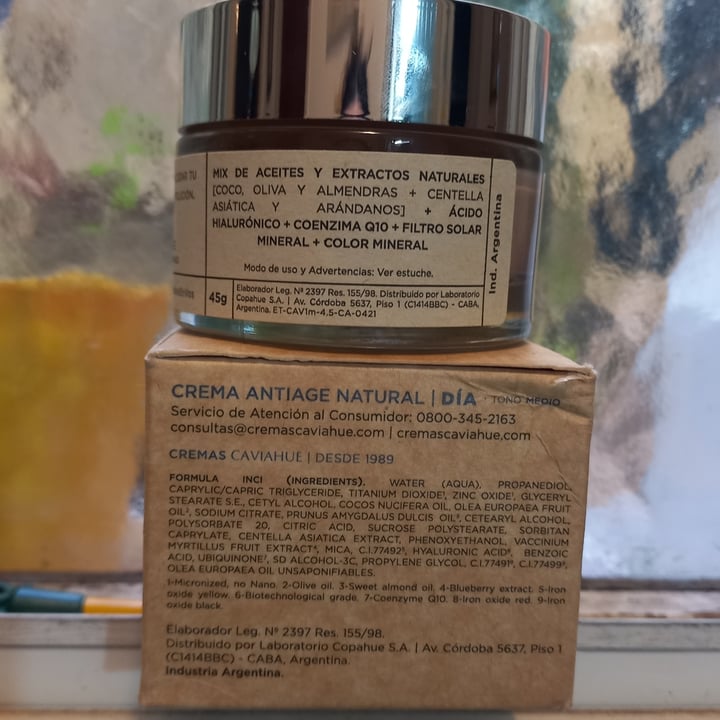 MIX DE ACEITES Y EXTRACTOS NATURALES
[COCO, OLIVA Y ALMENDRAS + CENTELLA
ASIÁTICA Y ARÁNDANOS] + ÁCIDO
HIALURÓNICO + COENZIMA Q10 + FILTRO SOLAR
MINERAL + COLOR MINERAL
Modo de uso y Advertencias: Ver estuche.
45g
Elaborador Leg. Nº 2397 Res. 155/98. Distribuido por Laboratorio
Copahue S.A. | Av. Córdoba 5637, Piso 1 (C1414BBC) - CABA,
Argentina. ET-CAV1m-4.5-CA-0421
Ind. Argentina
CREMA ANTIAGE NATURAL | DÍA · TONO MEDIO
Servicio de Atención al Consumidor: 0800-345-2163
consultas@cremascaviahue.com | cremascaviahue.com
CREMAS CAVIAHUE | DESDE 1989
FORMULA INCI (INGREDIENTS). WATER (AQUA), PROPANEDIOL,
CAPRYLIC/CAPRIC TRIGLYCERIDE, TITANIUM DIOXIDE¹, ZINC OXIDE¹, GLYCERYL
STEARATE S.E., CETYL ALCOHOL, COCOS NUCIFERA OIL, OLEA EUROPAEA FRUIT
OIL², SODIUM CITRATE, PRUNUS AMYGDALUS DULCIS OIL³, CETEARYL ALCOHOL,
POLYSORBATE 20, CITRIC ACID, SUCROSE POLYSTEARATE, SORBITAN
CAPRYLATE, CENTELLA ASIATICA EXTRACT, PHENOXYETHANOL, VACCINIUM
MYRTILLUS FRUIT EXTRACT⁴, MICA, C.I.77492⁵, HYALURONIC ACID⁶, BENZOIC
ACID, UBIQUINONE⁷, SD ALCOHOL-3C, PROPYLENE GLYCOL, C.I.77491⁸, C.I.77499⁹,
OLEA EUROPAEA OIL UNSAPONIFIABLES.
1-Micronized, no Nano. 2-Olive oil. 3-Sweet almond oil. 4-Blueberry extract. 5-Iron
oxide yellow. 6-Biotechnological grade. 7-Coenzyme Q10. 8-Iron oxide red. 9-Iron
oxide black.
Elaborador Leg. Nº 2397 Res. 155/98.
Distribuido por Laboratorio Copahue S.A. | Av. Córdoba 5637, Piso 1
(C1414BBC) - CABA, Argentina.
Industria Argentina.